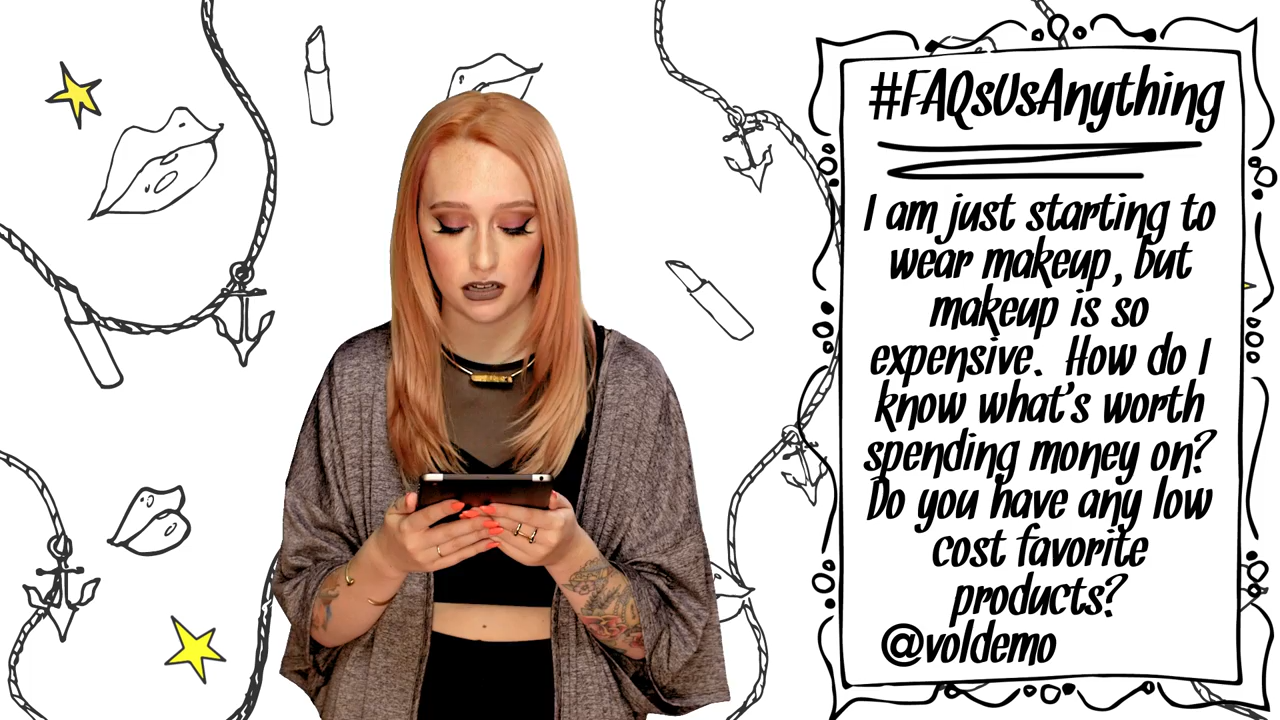 #FAQsUsAnything
I am just starting to
wear makeup, but
makeup is so
expensive. How do I
know what's worth
spending money on?
Do you have any low
cost favorite
products?
@voldemo